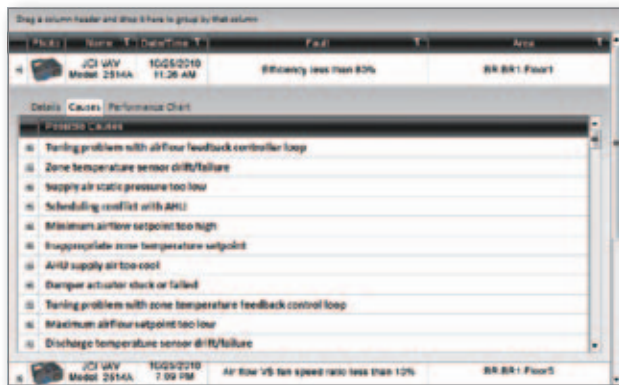 Drag a column header and drop it here to group by that column
Photo Name Date/Time Fault Area
JCI VAV 10/25/2010
Model: 2514A 11:26 AM Efficiency less than 80% BR.BR1.Floor1
Details Causes Performance Chart
Possible Causes
Tuning problem with airflow feedback controller loop
Zone temperature sensor drift/failure
Supply air static pressure too low
Scheduling conflict with AHU
Minimum airflow setpoint too high
Inappropriate zone temperature setpoint
AHU supply air too cool
Damper actuator stuck or failed
Tuning problem with zone temperature feedback control loop
Maximum airflow setpoint too low
Discharge temperature sensor drift/failure
JCI VAV 10/25/2010
Model: 2514A 7:09 PM Air flow VS fan speed ratio less than 10% BR.BR1.Floor5